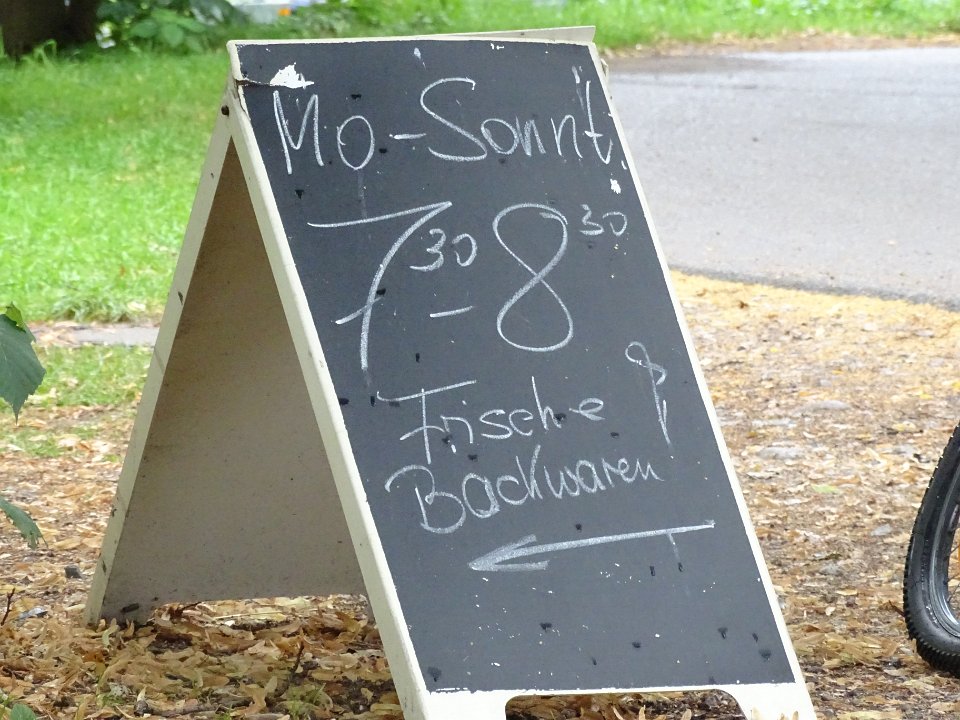 Mo-Sonnt.
7³⁰ - 8³⁰
Frische
Backwaren